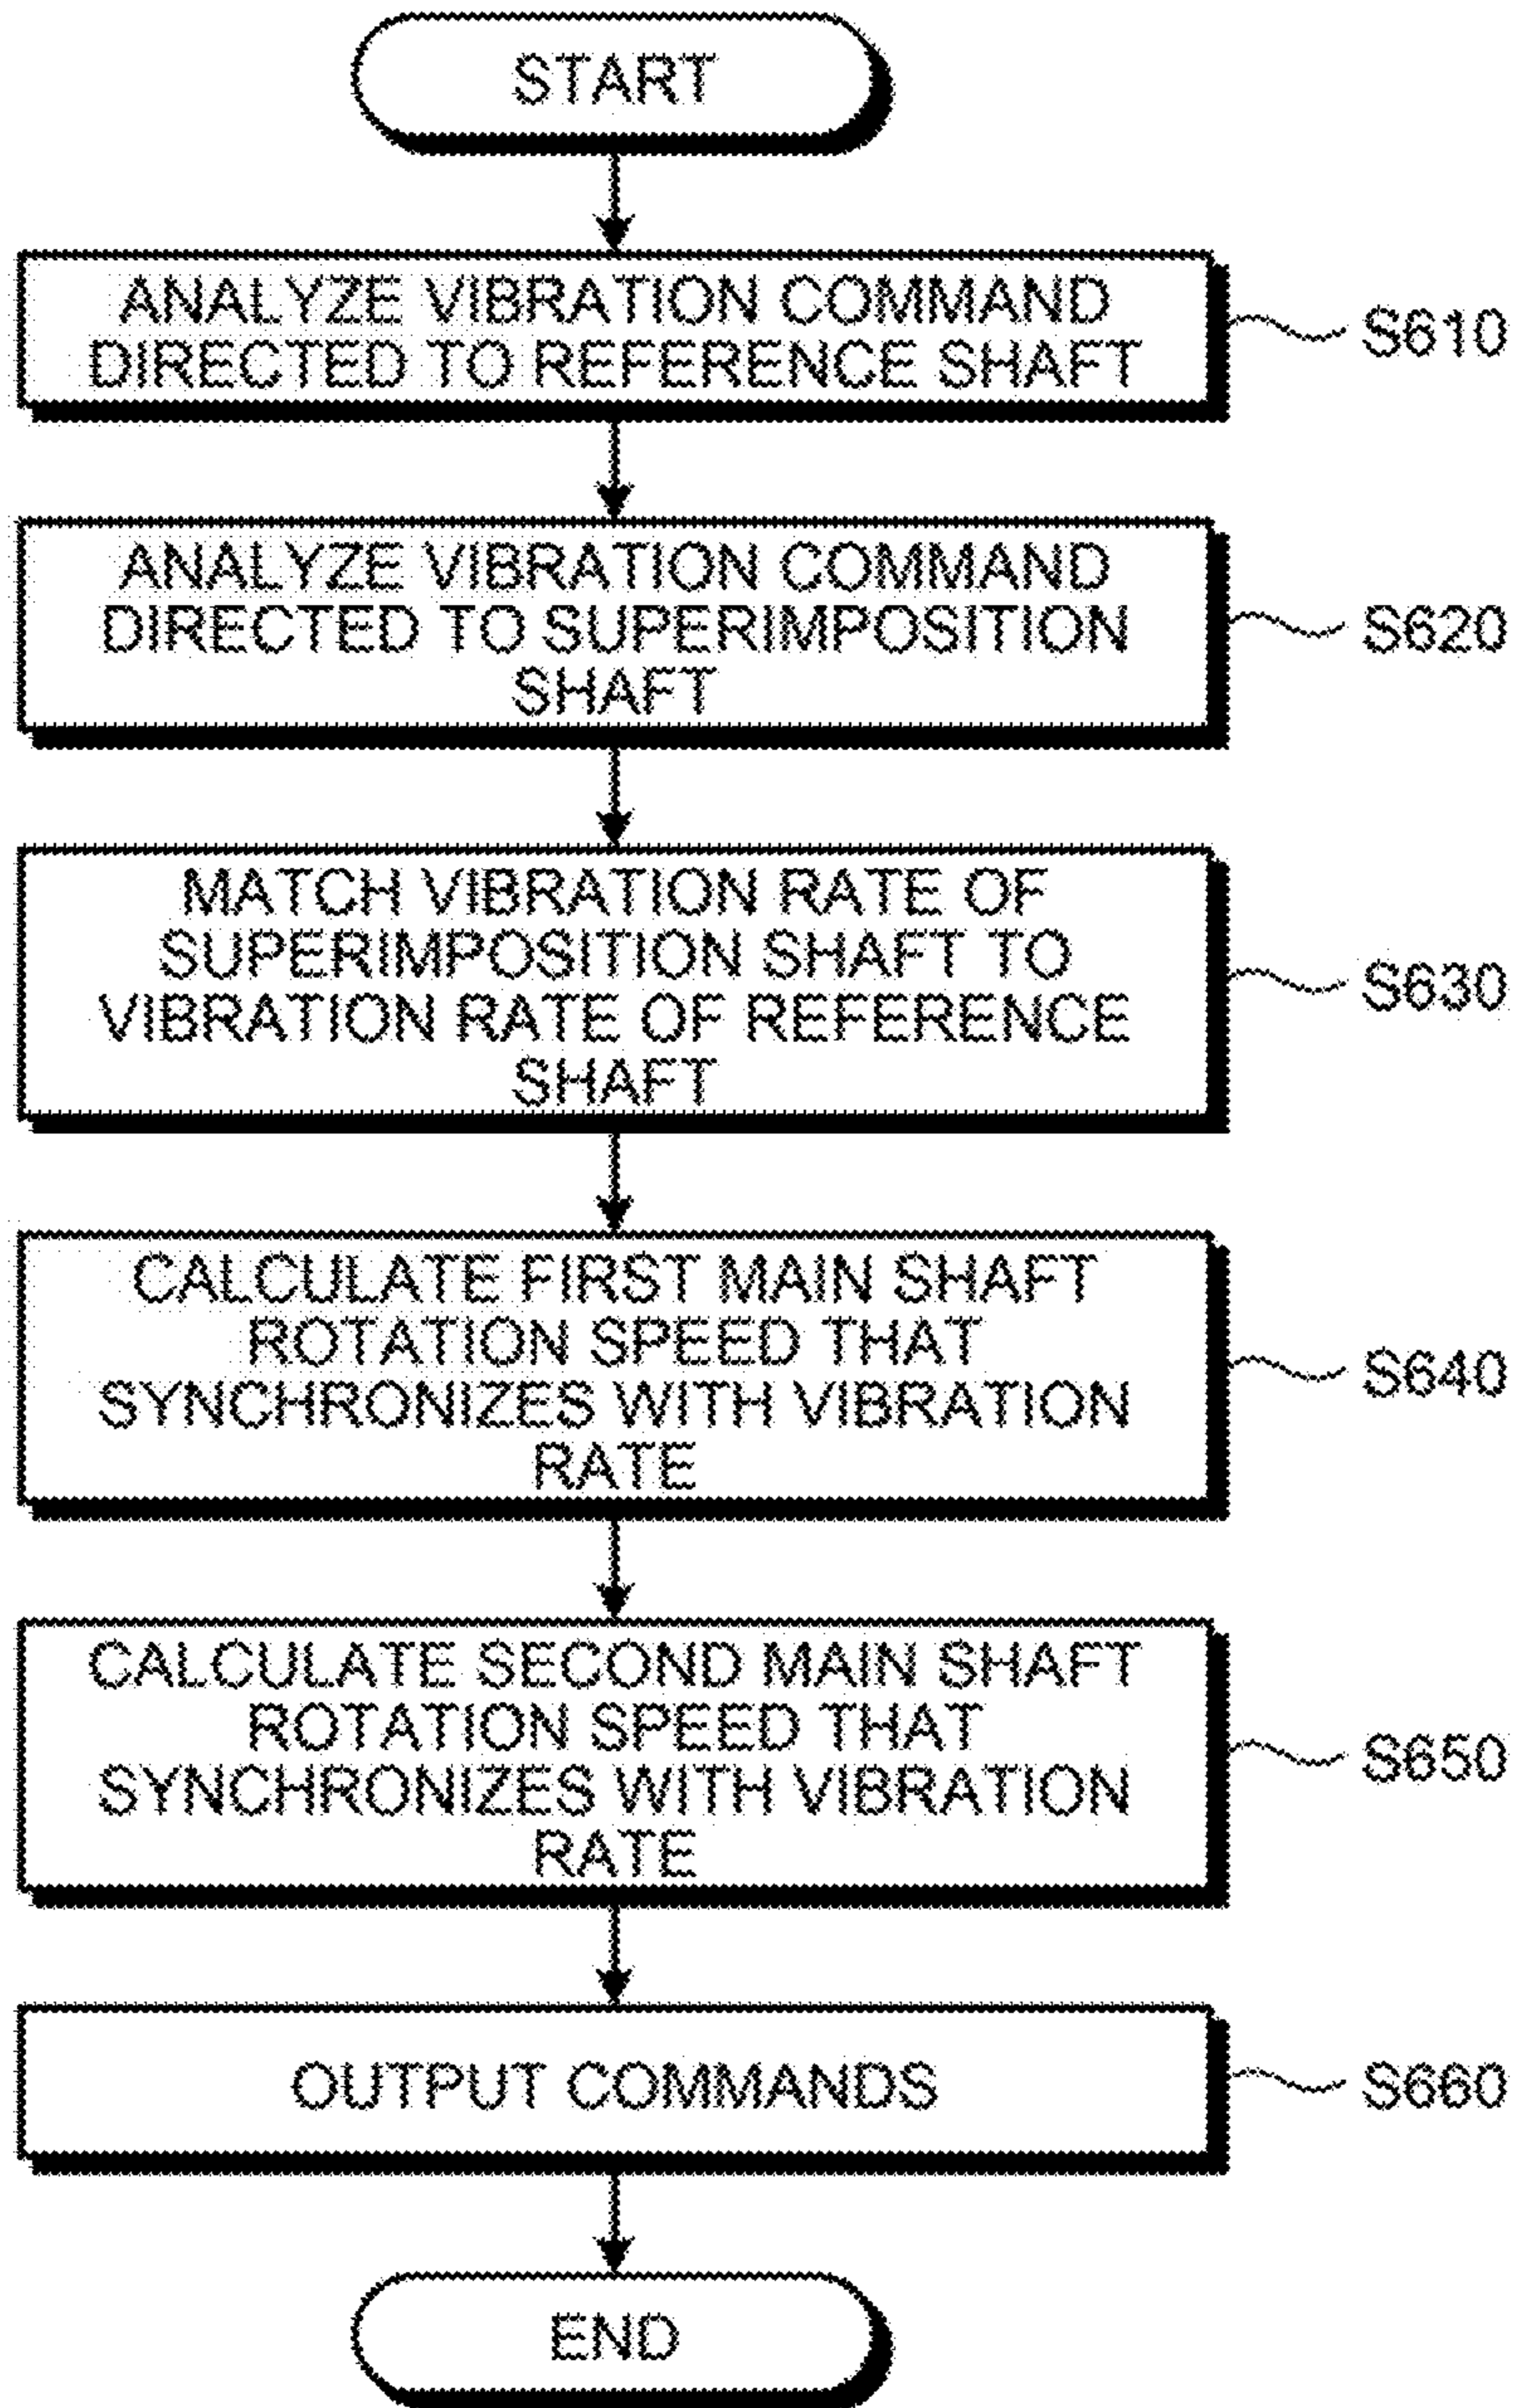 START
ANALYZE VIBRATION COMMAND
DIRECTED TO REFERENCE SHAFT
S610
ANALYZE VIBRATION COMMAND
DIRECTED TO SUPERIMPOSITION
SHAFT
S620
MATCH VIBRATION RATE OF
SUPERIMPOSITION SHAFT TO
VIBRATION RATE OF REFERENCE
SHAFT
S630
CALCULATE FIRST MAIN SHAFT
ROTATION SPEED THAT
SYNCHRONIZES WITH VIBRATION
RATE
S640
CALCULATE SECOND MAIN SHAFT
ROTATION SPEED THAT
SYNCHRONIZES WITH VIBRATION
RATE
S650
OUTPUT COMMANDS
S660
END